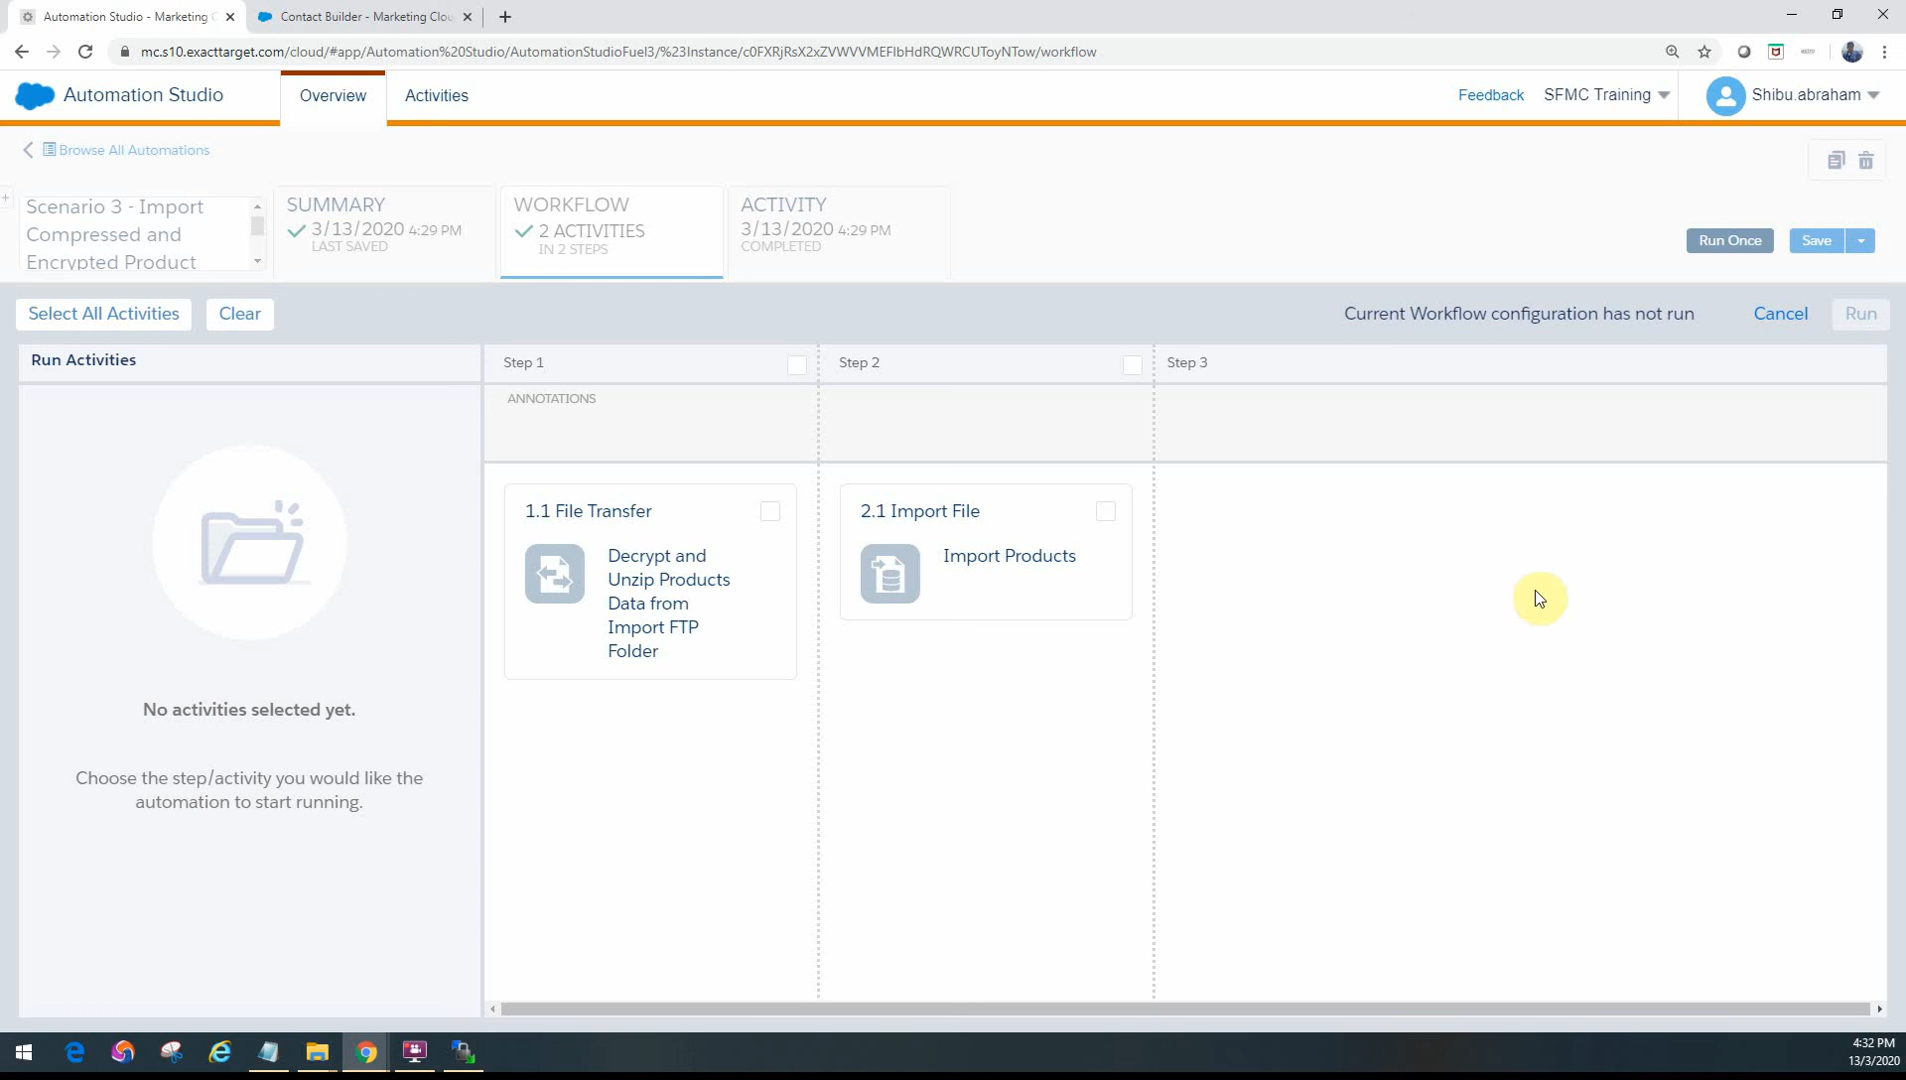 Automation Studio - Marketing C
Contact Builder - Marketing Clou
mc.s10.exacttarget.com/cloud/#app/Automation%20Studio/AutomationStudioFuel3/%23Instance/c0FXRjRsX2xZVWVVMEFIbHdRQWRCUToyNTow/workflow
Automation Studio
Overview
Activities
Feedback
SFMC Training
Shibu.abraham
Browse All Automations
Scenario 3 - Import
Compressed and
Encrypted Product
SUMMARY
3/13/2020 4:29 PM
LAST SAVED
WORKFLOW
2 ACTIVITIES
IN 2 STEPS
ACTIVITY
3/13/2020 4:29 PM
COMPLETED
Run Once
Save
Select All Activities
Clear
Current Workflow configuration has not run
Cancel
Run
Run Activities
Step 1
Step 2
Step 3
ANNOTATIONS
1.1 File Transfer
Decrypt and
Unzip Products
Data from
Import FTP
Folder
2.1 Import File
Import Products
No activities selected yet.
Choose the step/activity you would like the
automation to start running.
4:32 PM
13/3/2020